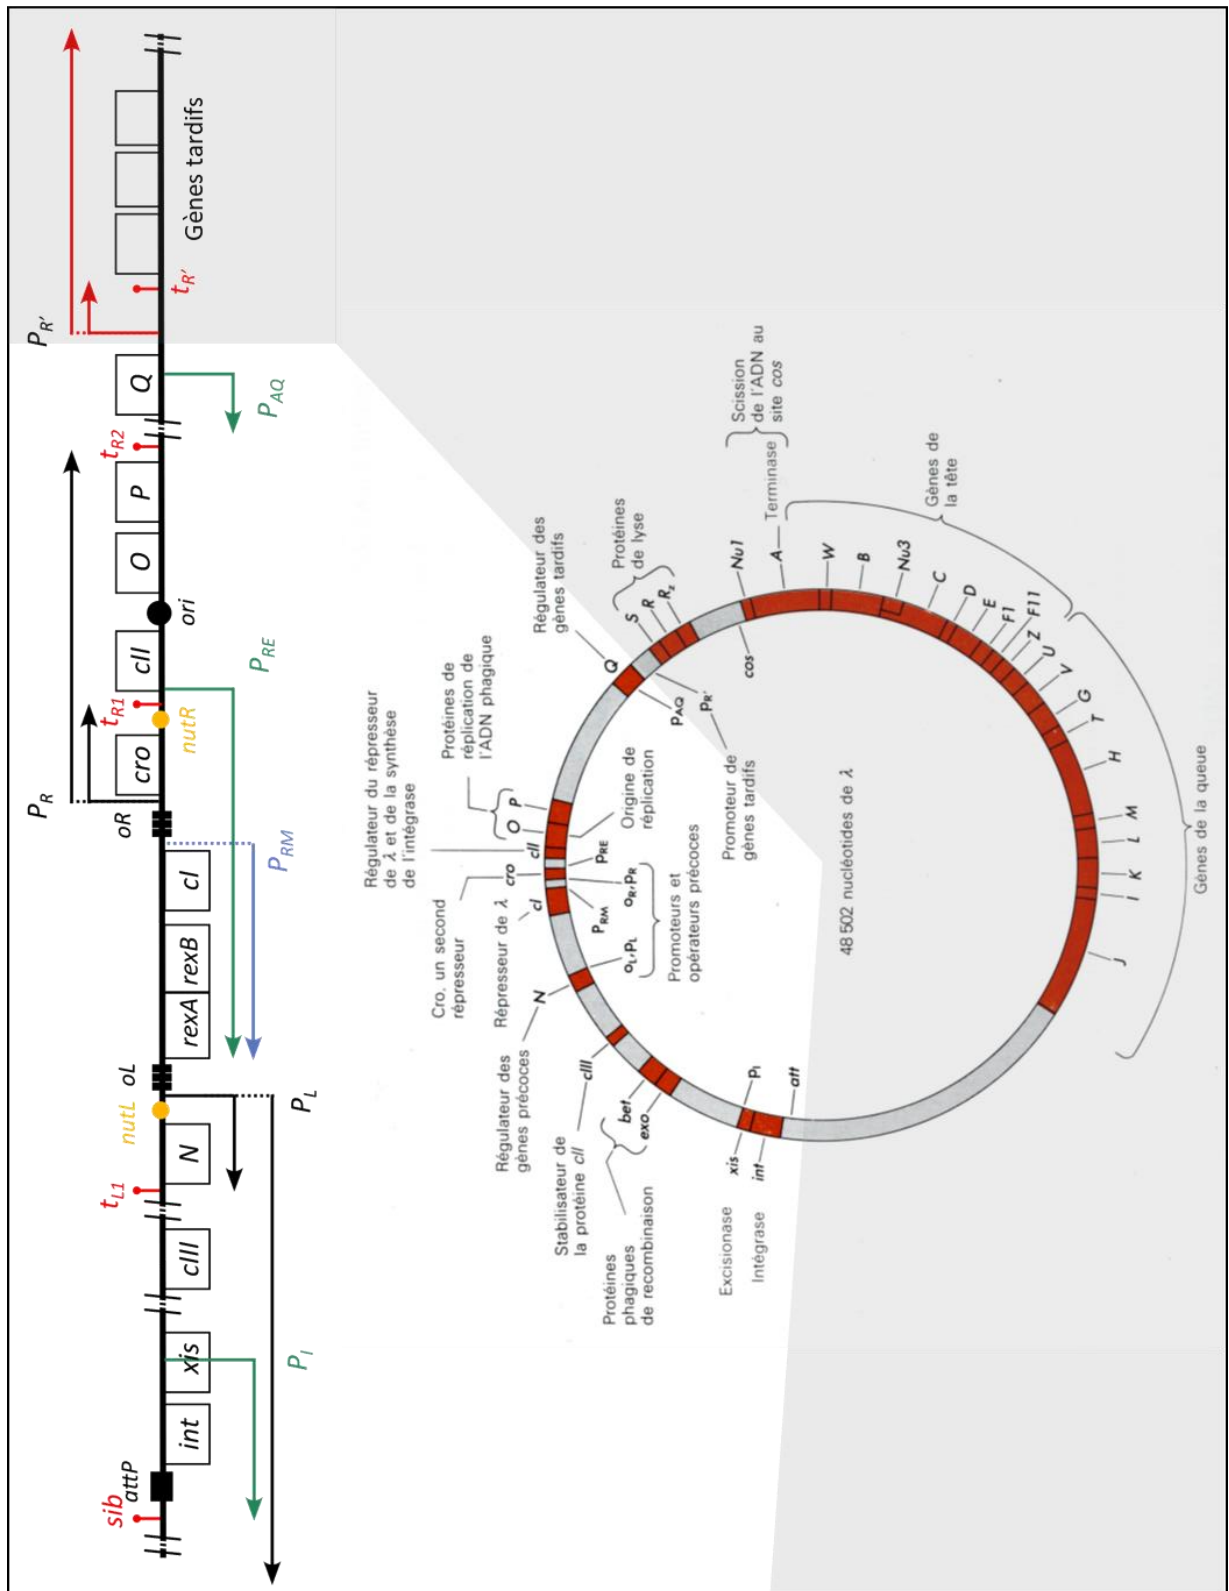 sib
attP
int
xis
P_I
cIII
t_L1
N
nutL
oL
P_L
rexA
rexB
cI
P_RM
oR
P_R
cro
nutR
t_R1
cII
P_RE
ori
O
P
t_R2
Q
P_AQ
P_R'
t_R'
Gènes tardifs
Régulateur du répresseur
de λ et de la synthèse
de l'intégrase
Protéines de
réplication de
l'ADN phagique
Régulateur des
gènes tardifs
Protéines
de lyse
Scission
de l'ADN au
site cos
Terminase
Gènes de
la tête
Gènes de la queue
Cro, un second
répresseur
Répresseur de λ
Régulateur des
gènes précoces
Stabilisateur de
la protéine cII
Protéines
phagiques
de recombinaison
Excisionase
Intégrase
xis
int
P_I
att
exo
bet
cIII
N
o_L, P_L
cI
P_RM
cro
o_R, P_R
cII
P_RE
O
P
Origine de
réplication
Promoteurs et
opérateurs précoces
Q
P_AQ
P_R'
Promoteur de
gènes tardifs
48 502 nucléotides de λ
S
R
R_z
cos
Nu1
A
W
B
Nu3
C
D
E
F1
F11
Z
U
V
G
T
H
M
L
K
I
J